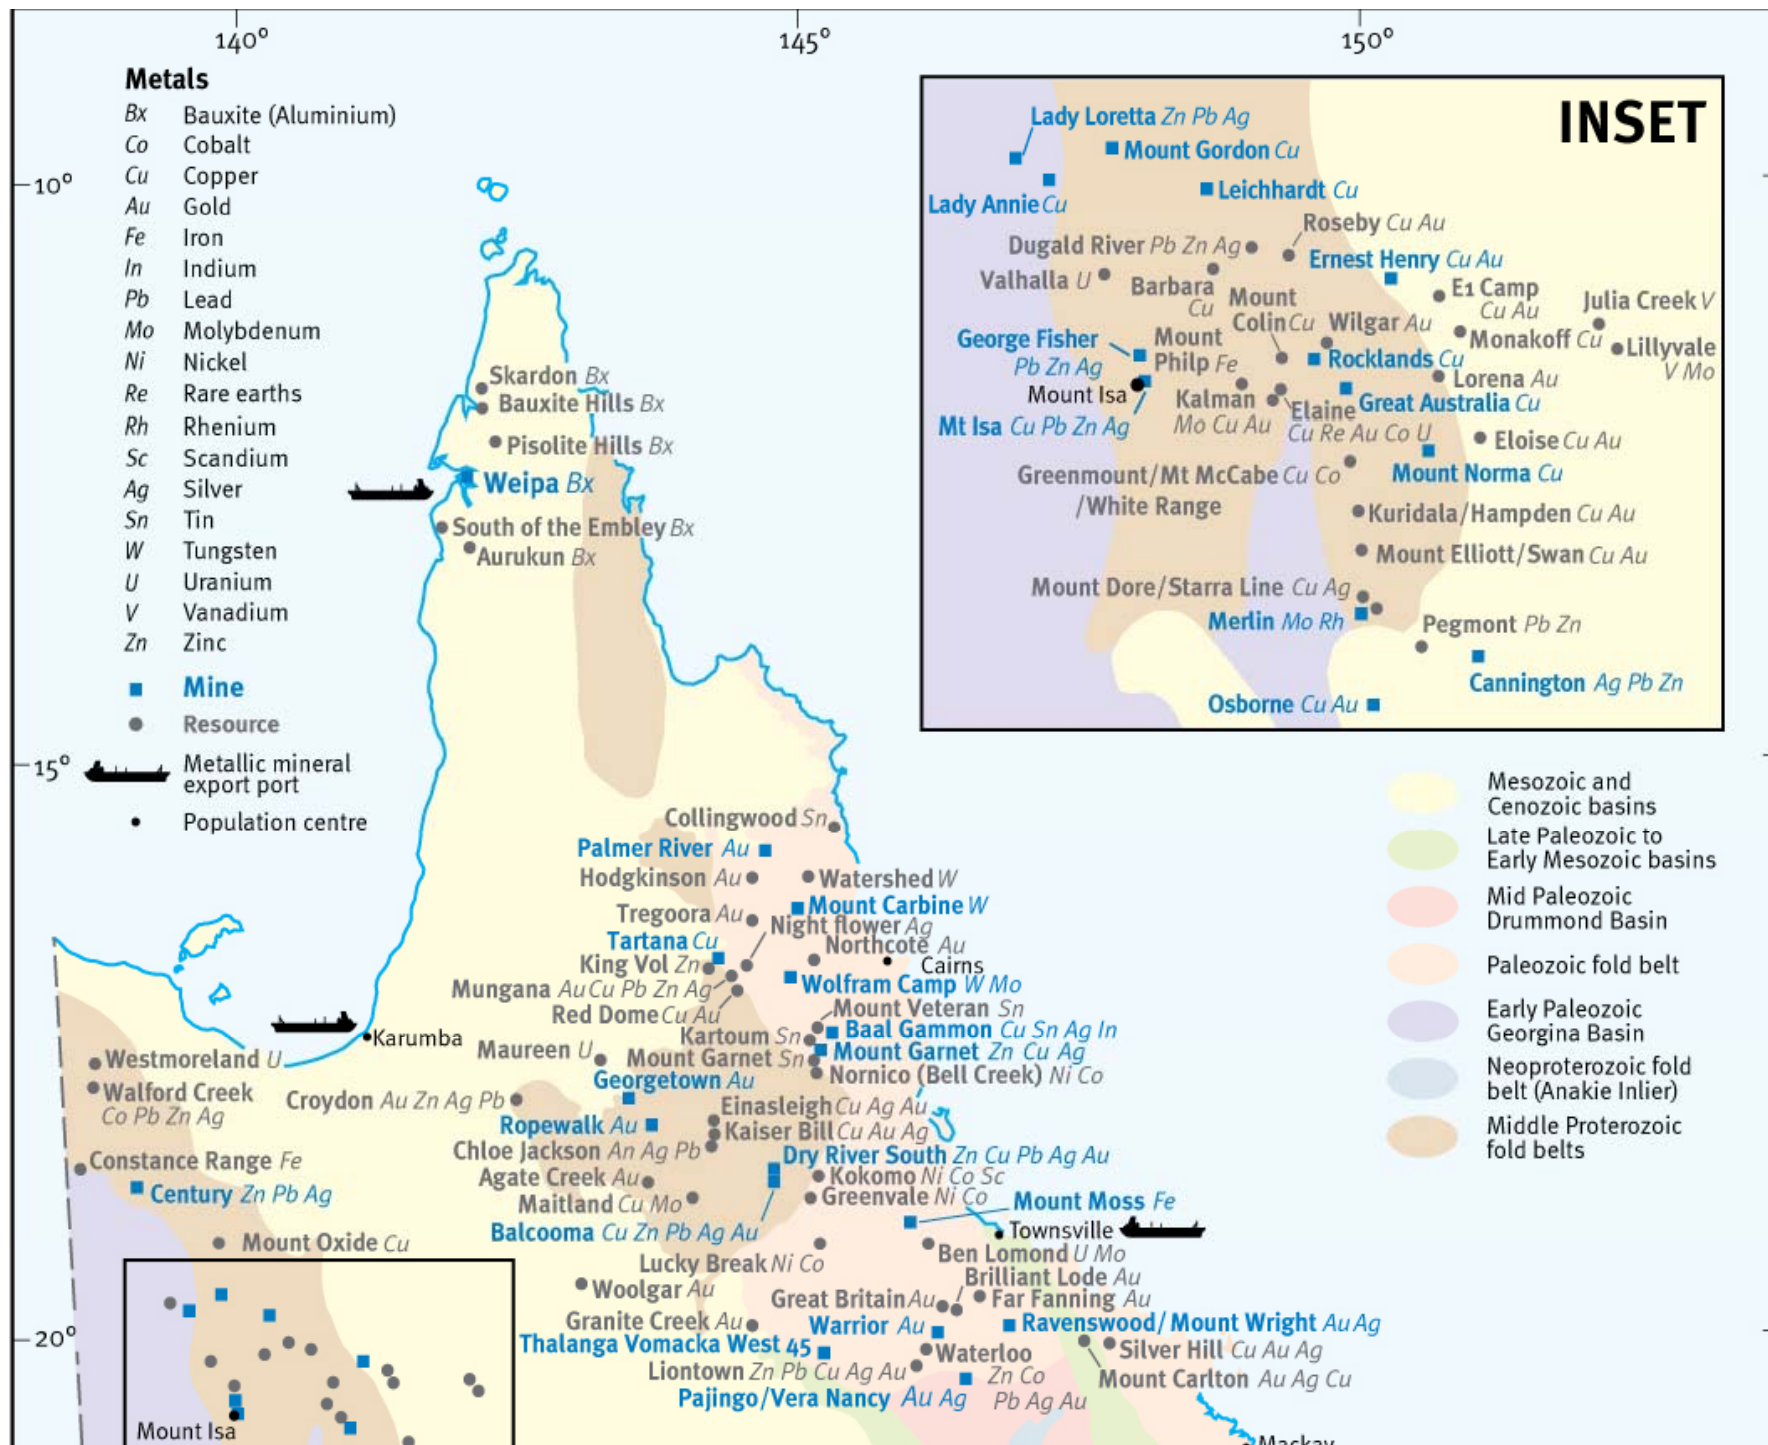 140°
145°
150°
10°
15°
20°
Metals
Bx Bauxite (Aluminium)
Co Cobalt
Cu Copper
Au Gold
Fe Iron
In Indium
Pb Lead
Mo Molybdenum
Ni Nickel
Re Rare earths
Rh Rhenium
Sc Scandium
Ag Silver
Sn Tin
W Tungsten
U Uranium
V Vanadium
Zn Zinc
Mine
Resource
Metallic mineral
export port
Population centre
INSET
Lady Loretta Zn Pb Ag
Mount Gordon Cu
Leichhardt Cu
Lady Annie Cu
Roseby Cu Au
Dugald River Pb Zn Ag
Ernest Henry Cu Au
Valhalla U
Barbara
Cu
E1 Camp
Cu Au
Mount
Colin Cu
Julia Creek V
Wilgar Au
Monakoff Cu
George Fisher
Pb Zn Ag
Mount
Philp Fe
Rocklands Cu
Lillyvale
V Mo
Lorena Au
Mount Isa
Kalman
Mo Cu Au
Great Australia Cu
Elaine
Cu Re Au Co U
Mt Isa Cu Pb Zn Ag
Eloise Cu Au
Greenmount/Mt McCabe Cu Co
/White Range
Mount Norma Cu
Kuridala/Hampden Cu Au
Mount Elliott/Swan Cu Au
Mount Dore/Starra Line Cu Ag
Merlin Mo Rh
Pegmont Pb Zn
Cannington Ag Pb Zn
Osborne Cu Au
Mesozoic and
Cenozoic basins
Late Paleozoic to
Early Mesozoic basins
Mid Paleozoic
Drummond Basin
Paleozoic fold belt
Early Paleozoic
Georgina Basin
Neoproterozoic fold
belt (Anakie Inlier)
Middle Proterozoic
fold belts
Skardon Bx
Bauxite Hills Bx
Pisolite Hills Bx
Weipa Bx
South of the Embley Bx
Aurukun Bx
Collingwood Sn
Palmer River Au
Hodgkinson Au
Watershed W
Mount Carbine W
Tregoora Au
Night flower Ag
Tartana Cu
Northcote Au
King Vol Zn
Cairns
Mungana Au Cu Pb Zn Ag
Wolfram Camp W Mo
Red Dome Cu Au
Mount Veteran Sn
Kartoum Sn
Baal Gammon Cu Sn Ag In
Karumba
Maureen U
Mount Garnet Sn
Mount Garnet Zn Cu Ag
Westmoreland U
Nornico (Bell Creek) Ni Co
Georgetown Au
Walford Creek
Co Pb Zn Ag
Croydon Au Zn Ag Pb
Einasleigh Cu Ag Au
Ropewalk Au
Kaiser Bill Cu Au Ag
Chloe Jackson An Ag Pb
Dry River South Zn Cu Pb Ag Au
Constance Range Fe
Agate Creek Au
Kokomo Ni Co Sc
Century Zn Pb Ag
Maitland Cu Mo
Greenvale Ni Co
Mount Moss Fe
Balcooma Cu Zn Pb Ag Au
Townsville
Mount Oxide Cu
Ben Lomond U Mo
Lucky Break Ni Co
Brilliant Lode Au
Woolgar Au
Great Britain Au
Far Fanning Au
Granite Creek Au
Warrior Au
Ravenswood/Mount Wright Au Ag
Thalanga Vomacka West 45
Waterloo
Zn Co
Pb Ag Au
Silver Hill Cu Au Ag
Liontown Zn Pb Cu Ag Au
Mount Carlton Au Ag Cu
Pajingo/Vera Nancy Au Ag
Mount Isa
Mackay